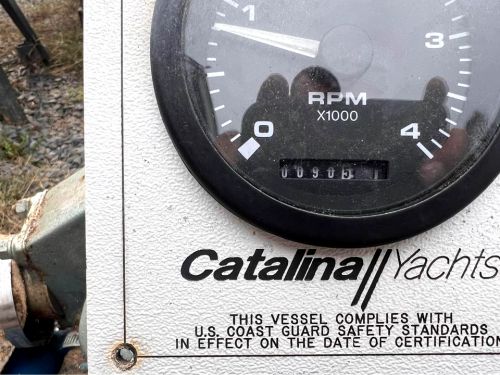 1
3
RPM
X1000
0
4
00905 1
Catalina//Yachts
THIS VESSEL COMPLIES WITH
U.S. COAST GUARD SAFETY STANDARDS
IN EFFECT ON THE DATE OF CERTIFICATION